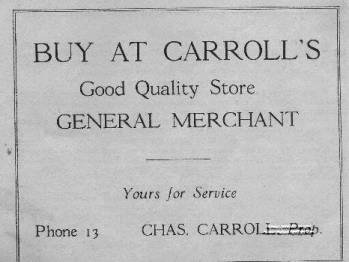 BUY AT CARROLL'S
Good Quality Store
GENERAL MERCHANT
Yours for Service
Phone 13 CHAS. CARROLL, Prop.